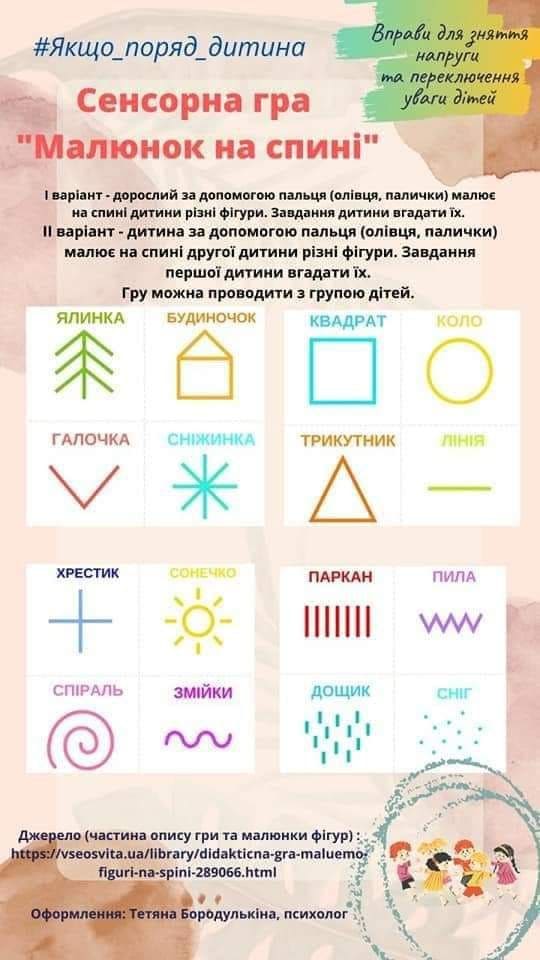 #Якщо_поряд_дитина
Вправи для зняття
напруги
та переключення
уваги дітей
Сенсорна гра
"Малюнок на спині"
І варіант - дорослий за допомогою пальця (олівця, палички) малює
на спині дитини різні фігури. Завдання дитини вгадати їх.
ІІ варіант - дитина за допомогою пальця (олівця, палички)
малює на спині другої дитини різні фігури. Завдання
першої дитини вгадати їх.
Гру можна проводити з групою дітей.
ЯЛИНКА БУДИНОЧОК КВАДРАТ КОЛО
ГАЛОЧКА СНІЖИНКА ТРИКУТНИК ЛІНІЯ
ХРЕСТИК СОНЕЧКО ПАРКАН ПИЛА
СПІРАЛЬ ЗМІЙКИ ДОЩИК СНІГ
Джерело (частина опису гри та малюнки фігур) :
https://vseosvita.ua/library/didakticna-gra-maluemo-
figuri-na-spini-289066.html
Оформлення: Тетяна Бородулькіна, психолог